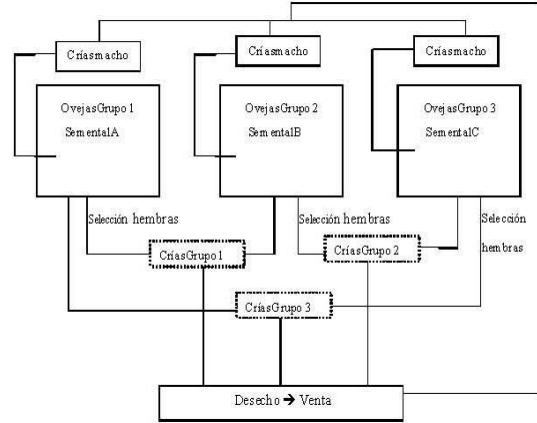 Críasmacho
Críasmacho
Críasmacho
OvejasGrupo 1
SementalA
OvejasGrupo 2
SementalB
OvejasGrupo 3
SementalC
Selección hembras
Selección hembras
Selección
hembras
CríasGrupo 1
CríasGrupo 2
CríasGrupo 3
Desecho → Venta